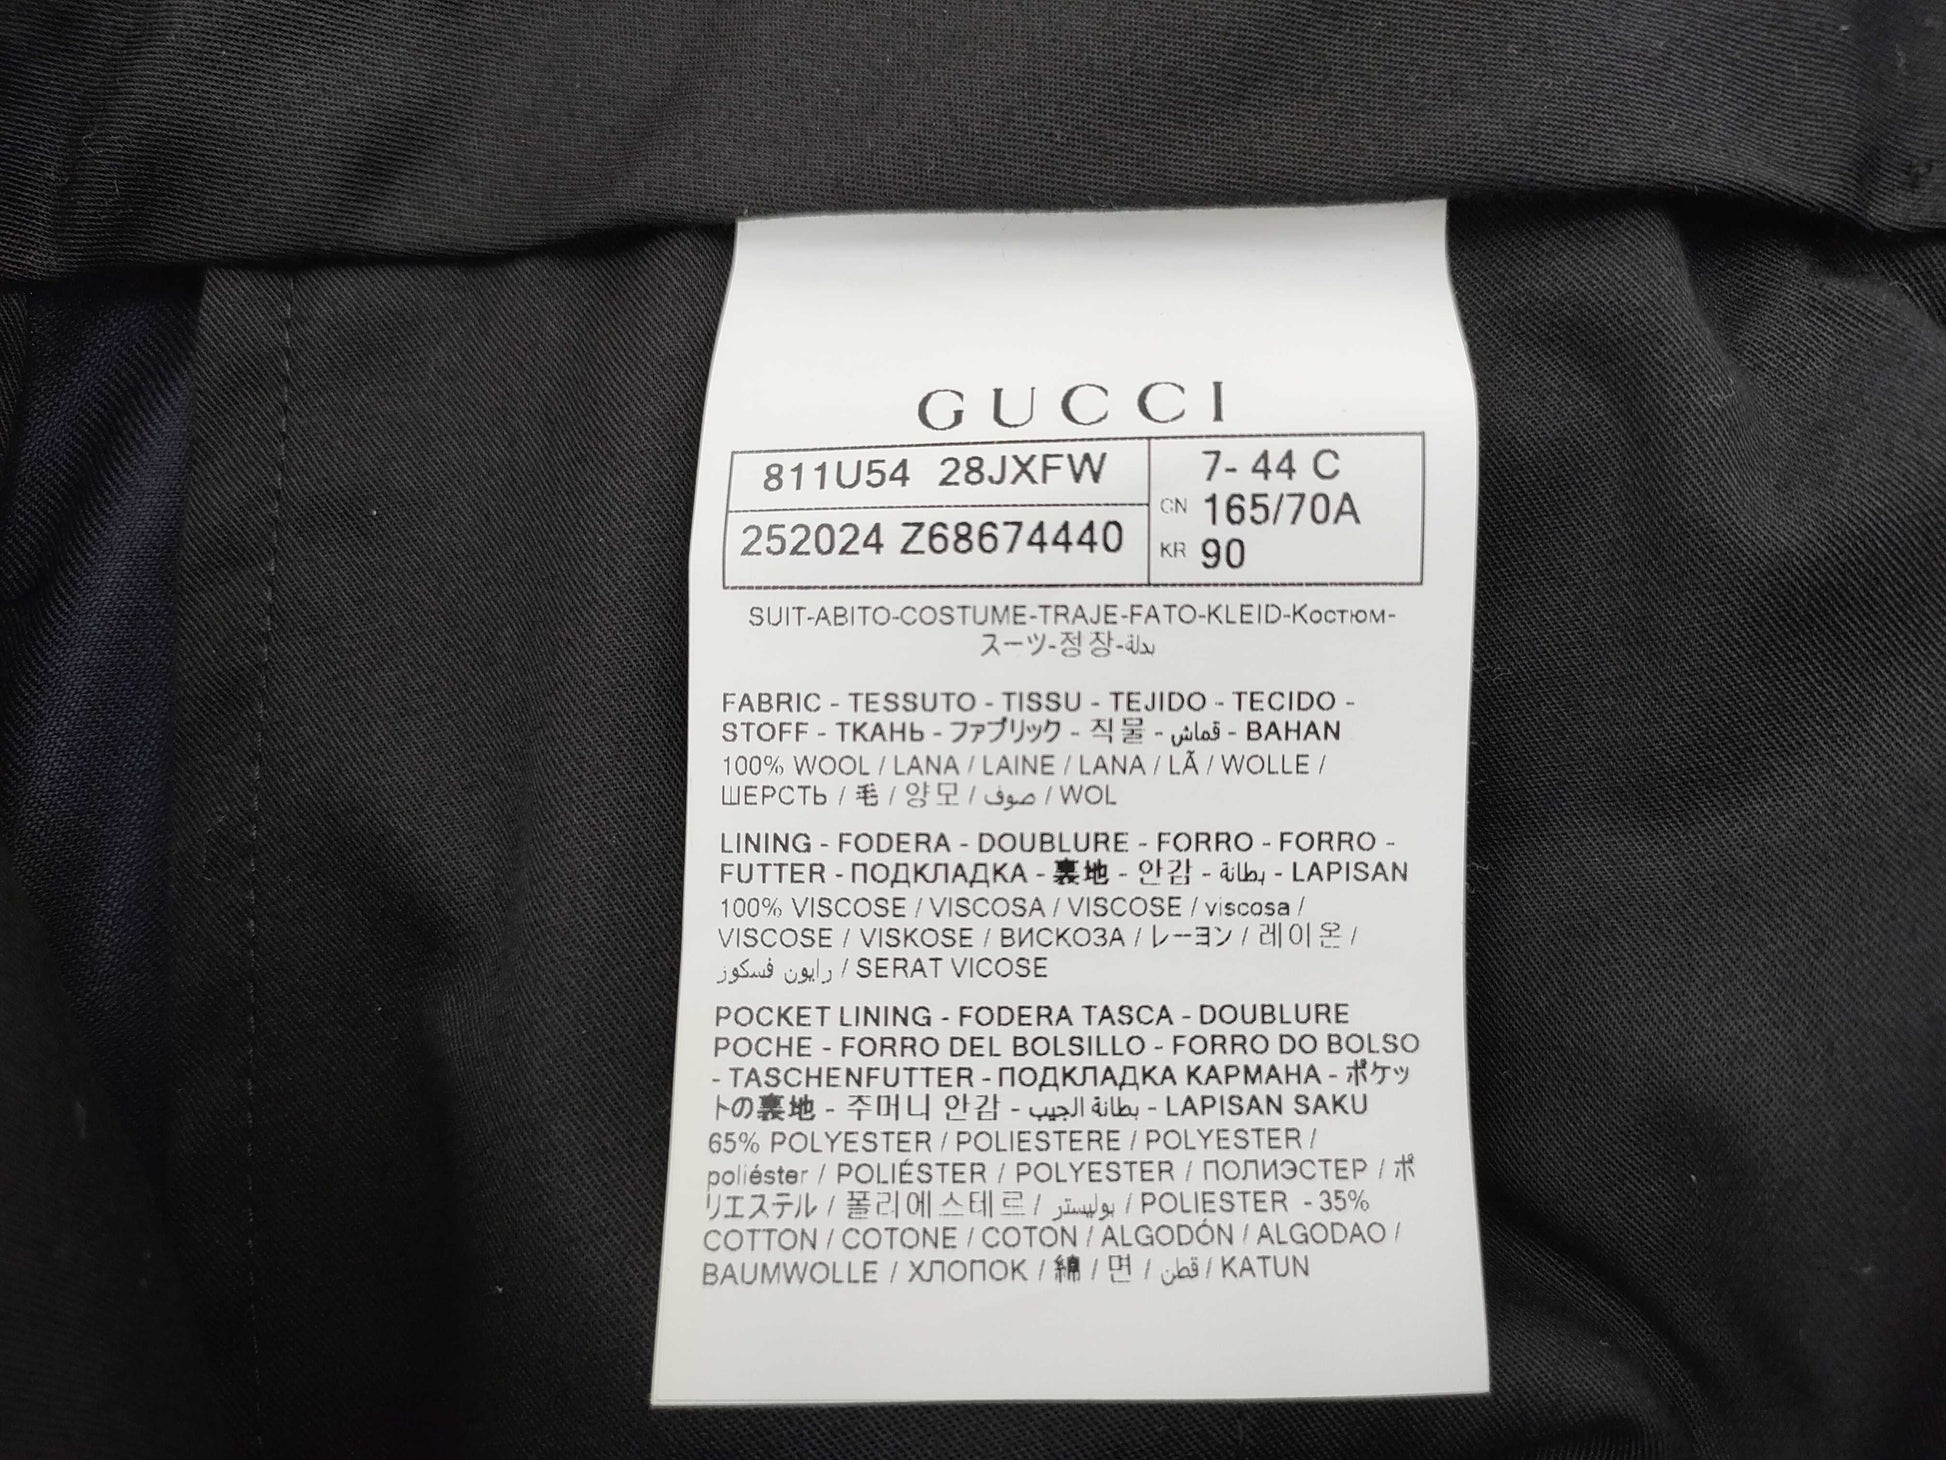 GUCCI
811U54 28JXFW
252024 Z68674440
7- 44 C
CN 165/70A
KR 90
SUIT-ABITO-COSTUME-TRAJE-FATO-KLEID-Костюм-
スーツ-정장-بدلة
FABRIC - TESSUTO - TISSU - TEJIDO - TECIDO -
STOFF - ТКАНЬ - ファブリック - 직물 - قماش - BAHAN
100% WOOL / LANA / LAINE / LANA / LÃ / WOLLE /
ШЕРСТЬ / 毛 / 양모 / صوف / WOL
LINING - FODERA - DOUBLURE - FORRO - FORRO -
FUTTER - ПОДКЛАДКА - 裏地 - 안감 - بطانة - LAPISAN
100% VISCOSE / VISCOSA / VISCOSE / viscosa /
VISCOSE / VISKOSE / ВИСКОЗА / レーヨン / 레이온 /
رايون فسكوز / SERAT VICOSE
POCKET LINING - FODERA TASCA - DOUBLURE
POCHE - FORRO DEL BOLSILLO - FORRO DO BOLSO
- TASCHENFUTTER - ПОДКЛАДКА КАРМАНА - ポケッ
トの裏地 - 주머니 안감 - بطانة الجيب - LAPISAN SAKU
65% POLYESTER / POLIESTERE / POLYESTER /
poliéster / POLIÉSTER / POLYESTER / ПОЛИЭСТЕР / ポ
リエステル / 폴리에스테르 / بوليستر / POLIESTER - 35%
COTTON / COTONE / COTON / ALGODÓN / ALGODAO /
BAUMWOLLE / ХЛОПОК / 綿 / 면 / قطن / KATUN